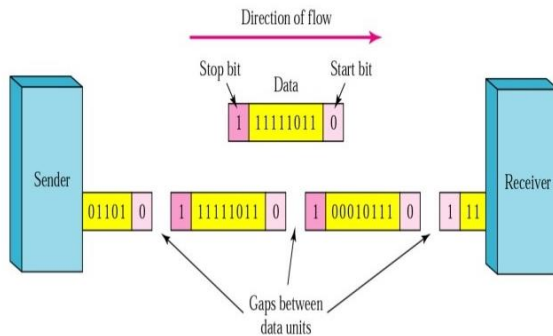 Direction of flow
Stop bit Data Start bit
1 11111011 0
Sender
Receiver
01101 0 1 11111011 0 1 00010111 0 1 11
Gaps between
data units